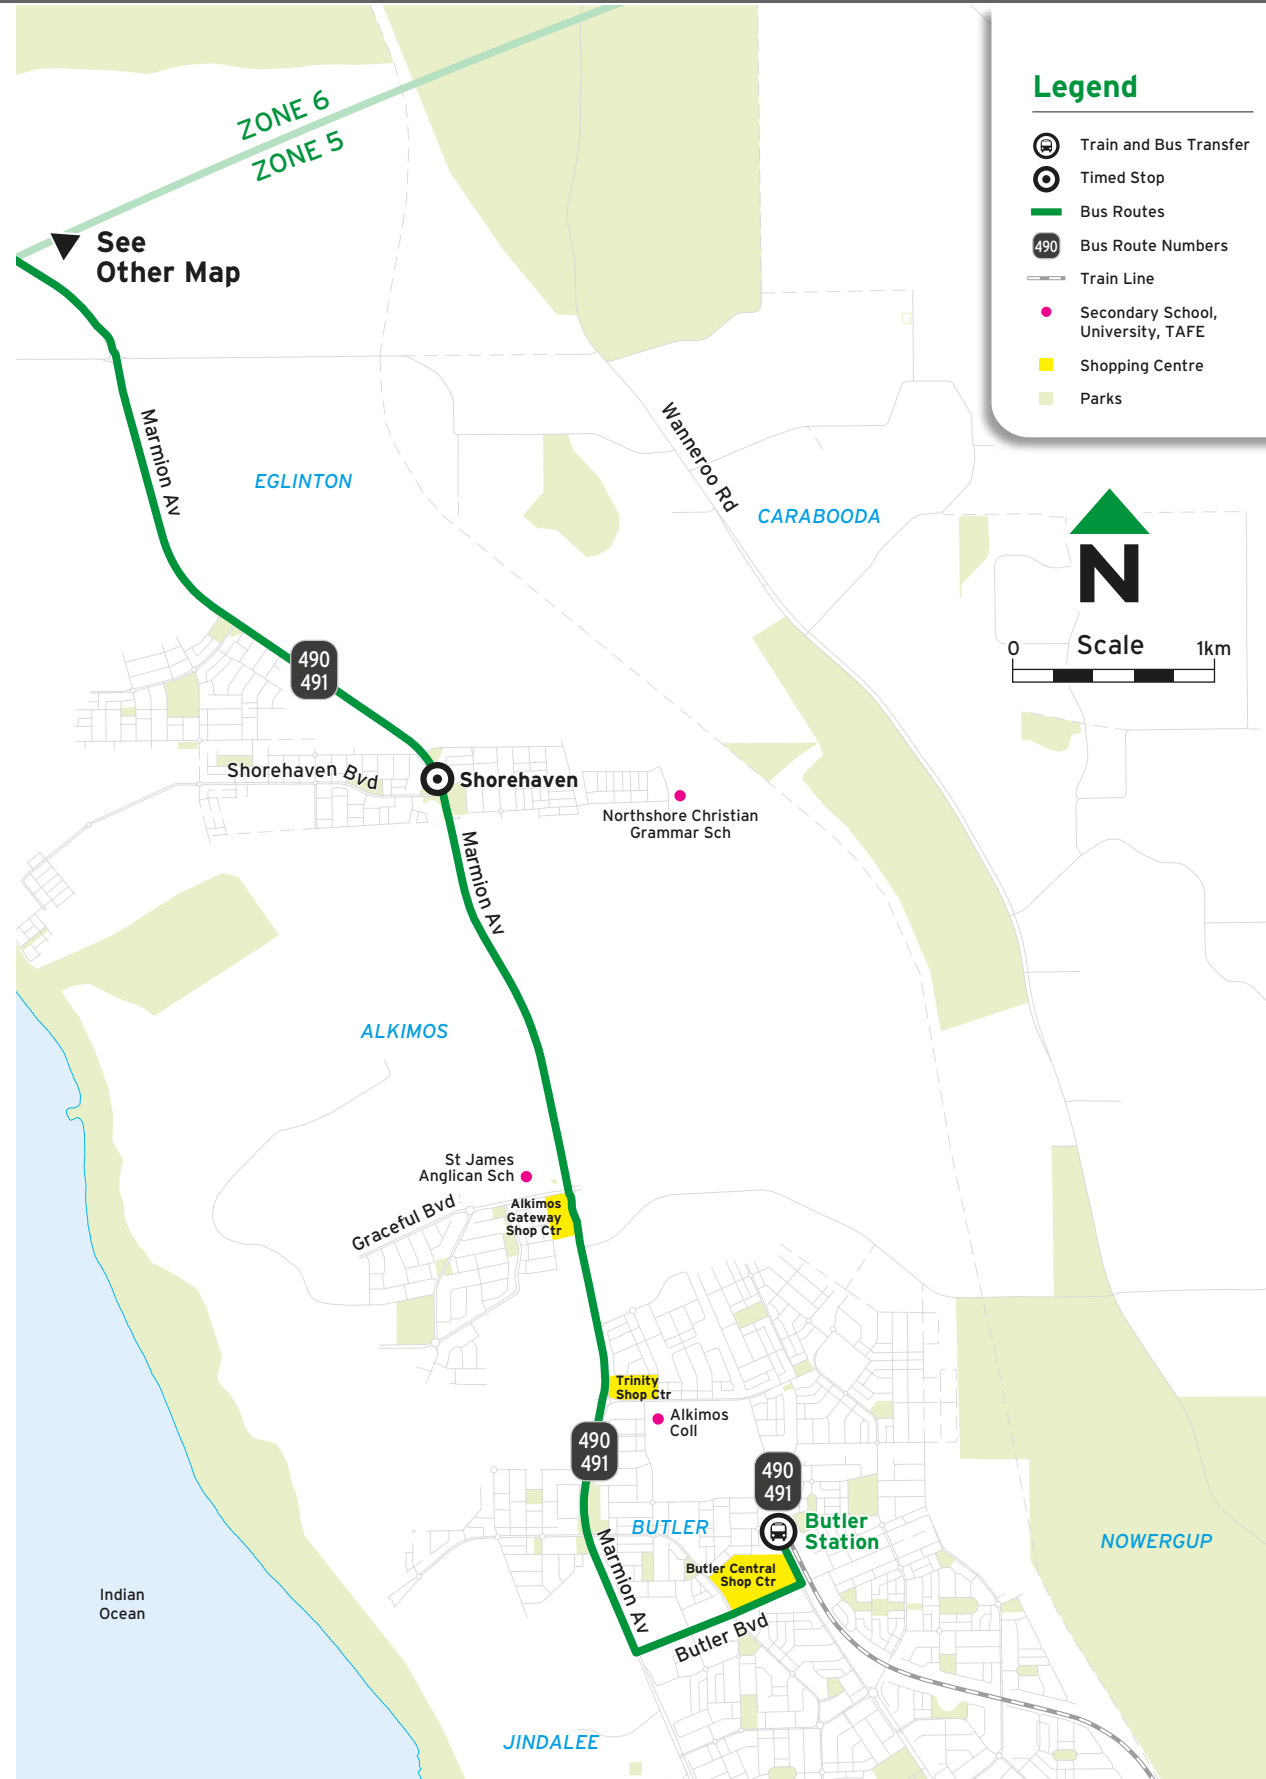 ZONE 6
ZONE 5
See
Other Map
Legend
Train and Bus Transfer
Timed Stop
Bus Routes
490
Bus Route Numbers
Train Line
Secondary School,
University, TAFE
Shopping Centre
Parks
Marmion Av
EGLINTON
Wanneroo Rd
CARABOODA
N
0
Scale
1km
490
491
Shorehaven Bvd
Shorehaven
Northshore Christian
Grammar Sch
Marmion Av
ALKIMOS
St James
Anglican Sch
Graceful Bvd
Alkimos
Gateway
Shop Ctr
Trinity
Shop Ctr
Alkimos
Coll
490
491
490
491
BUTLER
Butler
Station
NOWERGUP
Marmion Av
Butler Central
Shop Ctr
Butler Bvd
Indian
Ocean
JINDALEE